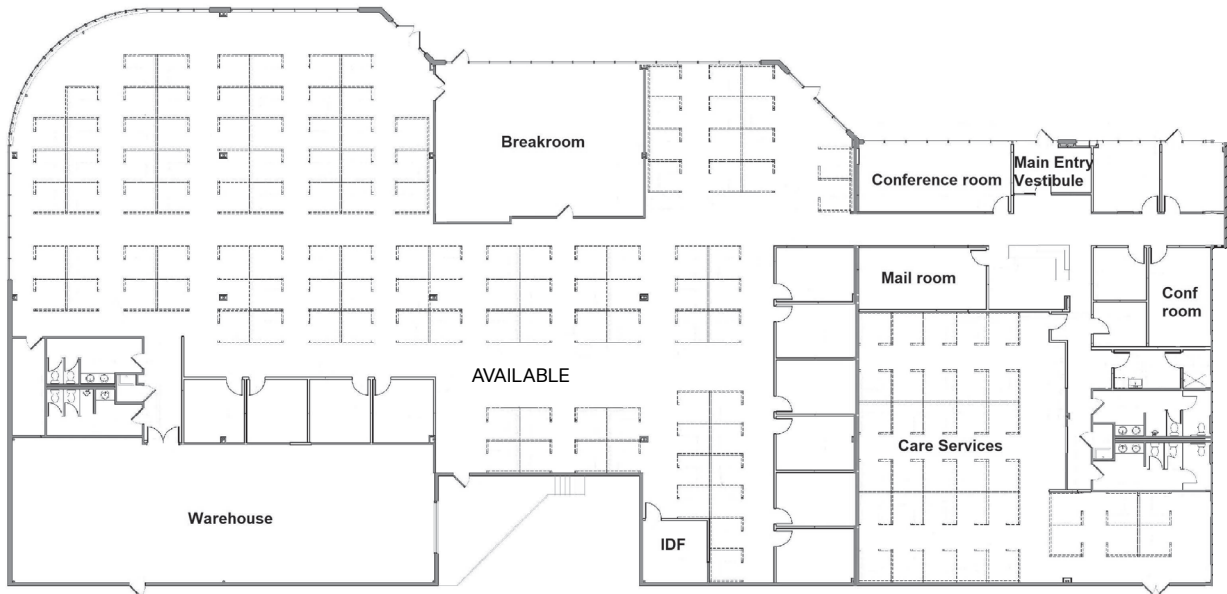 Breakroom
Conference room
Main Entry
Vestibule
Mail room
Conf
room
AVAILABLE
Care Services
Warehouse
IDF